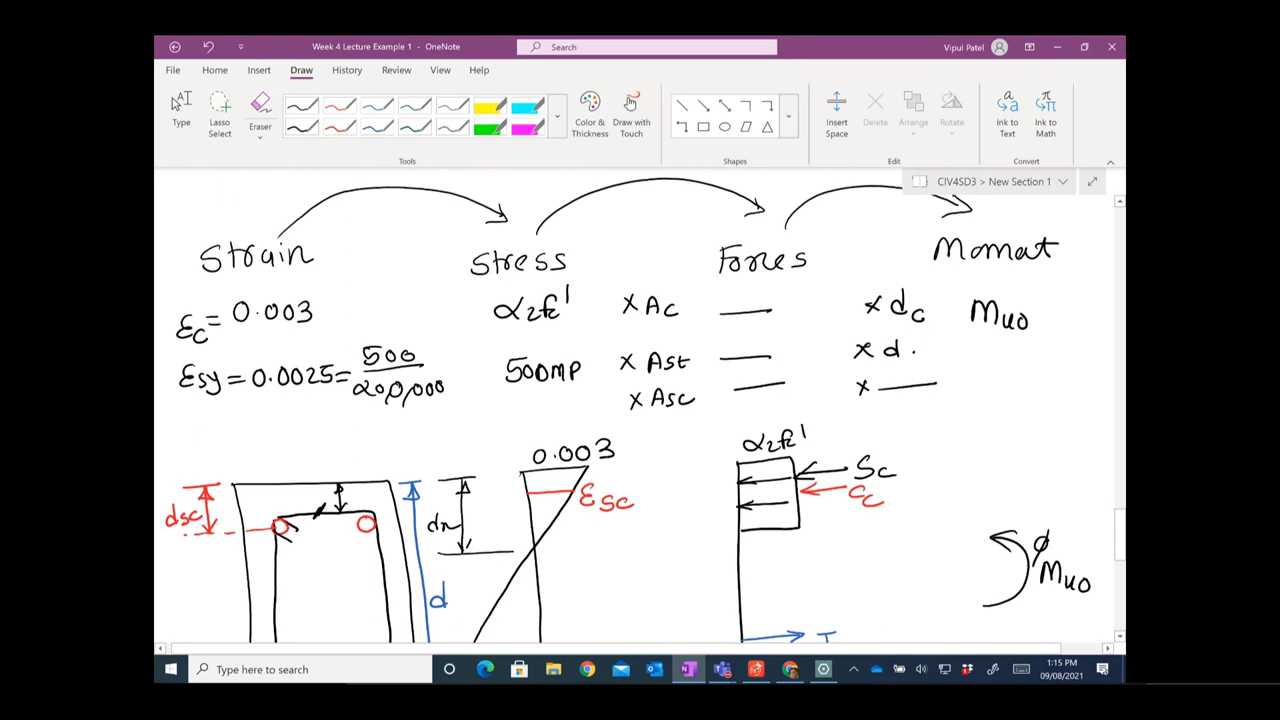 Week 4 Lecture Example 1 - OneNote
Search
Vipul Patel
File Home Insert Draw History Review View Help
Type
Lasso Select
Eraser
Color & Thickness
Draw with Touch
Insert Space
Delete
Arrange
Rotate
Ink to Text
Ink to Math
Tools
Shapes
Edit
Convert
CIV4SD3 > New Section 1
Strain Stress Forces Momat
εc = 0.003 α2fc' × Ac × dc Muo
εsy = 0.0025 = 500/200,000 500MP × Ast × d.
× Asc ×
0.003 α2fc'
Sc
dsc dn εsc Cc
d
ϕ Muo
T
Type here to search
1:15 PM
09/08/2021